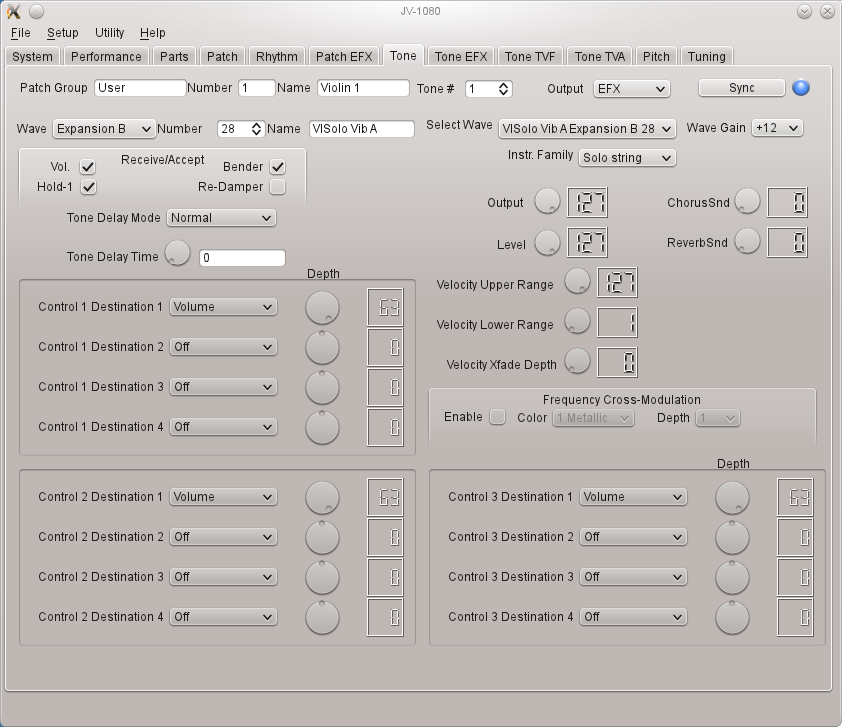 JV-1080
File Setup Utility Help
System Performance Parts Patch Rhythm Patch EFX Tone Tone EFX Tone TVF Tone TVA Pitch Tuning
Patch Group User Number 1 Name Violin 1 Tone # 1 Output EFX Sync
Wave Expansion B Number 28 Name VlSolo Vib A Select Wave VlSolo Vib A Expansion B 28 Wave Gain +12
Receive/Accept Instr. Family Solo string
Vol. Bender
Hold-1 Re-Damper
Output 127 ChorusSnd 0
Tone Delay Mode Normal
Level 127 ReverbSnd 0
Tone Delay Time 0
Depth
Velocity Upper Range 127
Control 1 Destination 1 Volume 63
Velocity Lower Range 1
Control 1 Destination 2 Off 0
Velocity Xfade Depth 0
Control 1 Destination 3 Off 0
Frequency Cross-Modulation
Enable Color 1 Metallic Depth 1
Control 1 Destination 4 Off 0
Depth
Control 2 Destination 1 Volume 63 Control 3 Destination 1 Volume 63
Control 2 Destination 2 Off 0 Control 3 Destination 2 Off 0
Control 2 Destination 3 Off 0 Control 3 Destination 3 Off 0
Control 2 Destination 4 Off 0 Control 3 Destination 4 Off 0